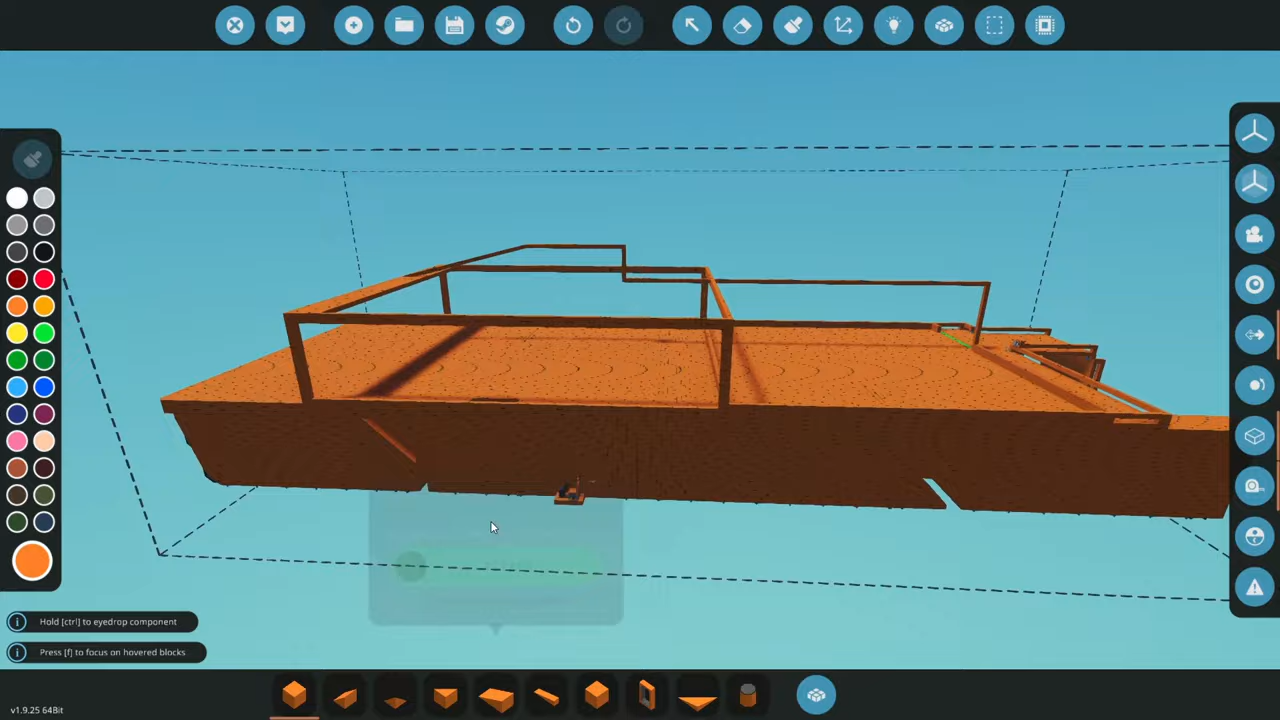 Hold [ctrl] to eyedrop component
Press [f] to focus on hovered blocks
v1.9.25 64Bit